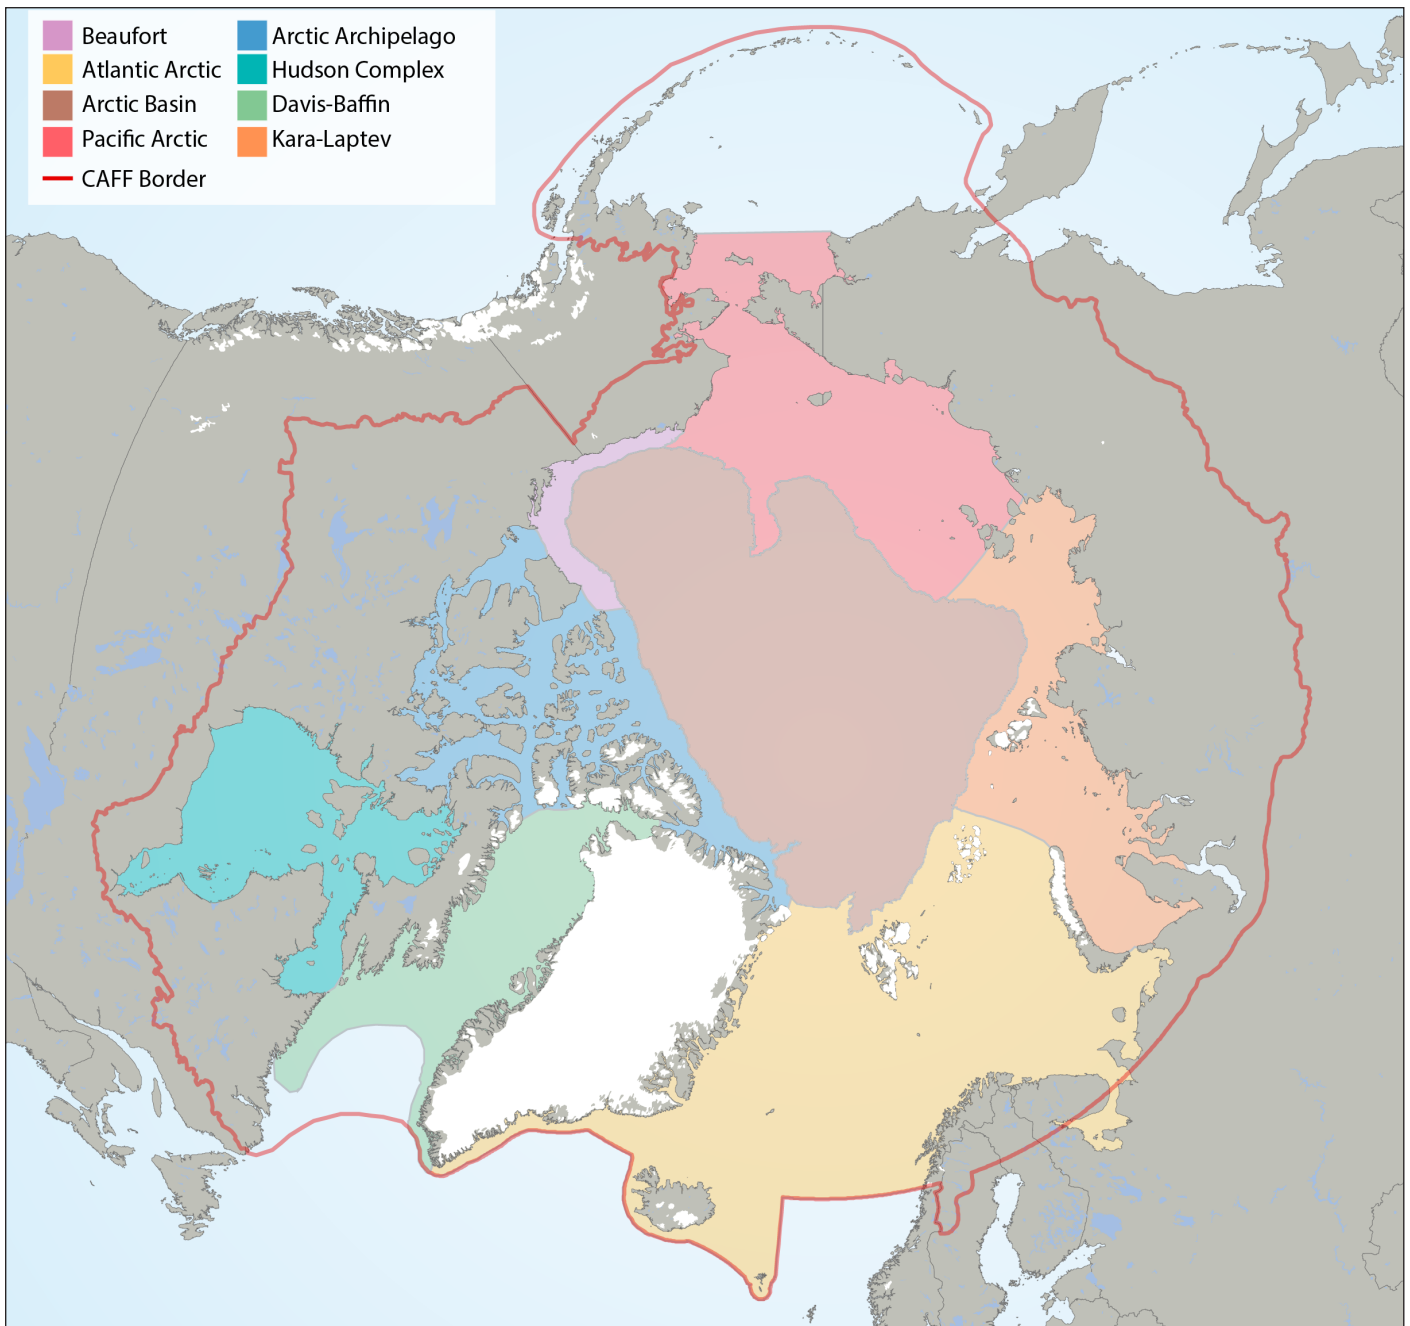 Beaufort
Atlantic Arctic
Arctic Basin
Pacific Arctic
CAFF Border
Arctic Archipelago
Hudson Complex
Davis-Baffin
Kara-Laptev